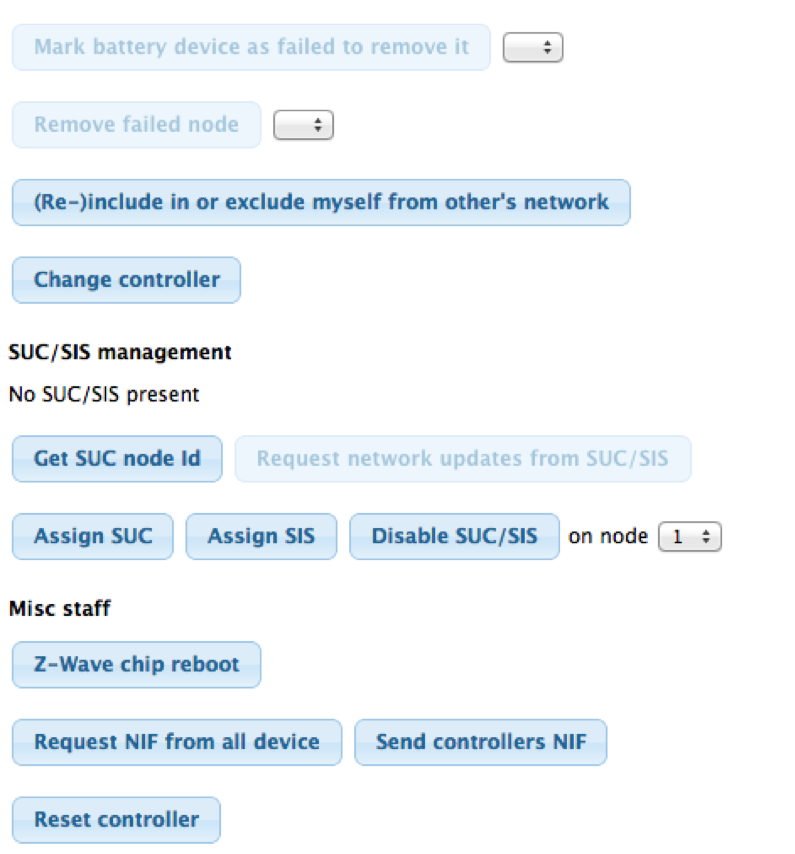 Mark battery device as failed to remove it
Remove failed node
(Re-)include in or exclude myself from other's network
Change controller
SUC/SIS management
No SUC/SIS present
Get SUC node Id Request network updates from SUC/SIS
Assign SUC Assign SIS Disable SUC/SIS on node 1
Misc staff
Z-Wave chip reboot
Request NIF from all device Send controllers NIF
Reset controller